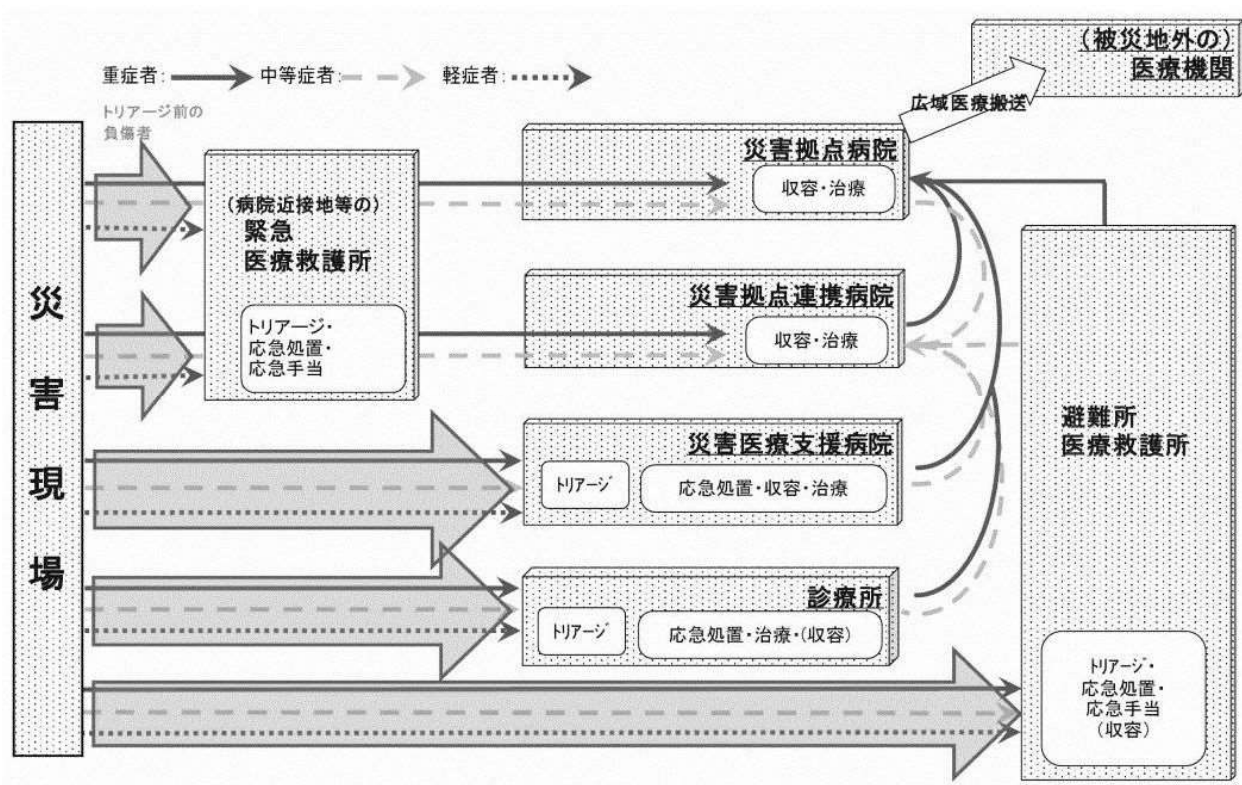 (被災地外の)
医療機関
重症者:
中等症者:
軽症者:
広域医療搬送
トリアージ前の
負傷者
災害現場
(病院近接地等の)
緊急
医療救護所
トリアージ・
応急処置・
応急手当
災害拠点病院
収容・治療
災害拠点連携病院
収容・治療
災害医療支援病院
トリアージ
応急処置・収容・治療
診療所
トリアージ
応急処置・治療・(収容)
避難所
医療救護所
トリアージ・
応急処置・
応急手当
(収容)